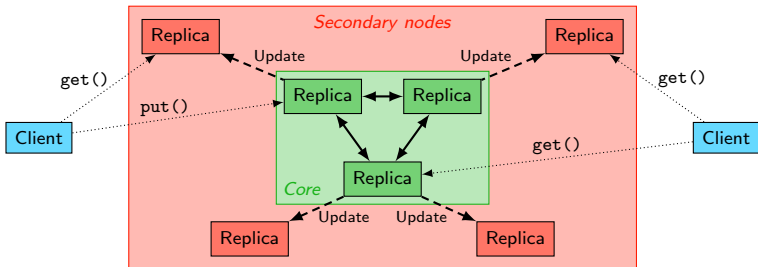 Secondary nodes
Replica
Replica
Update
Update
get()
get()
Replica
Replica
put()
Client
Client
get()
Replica
Core
Update
Update
Replica
Replica